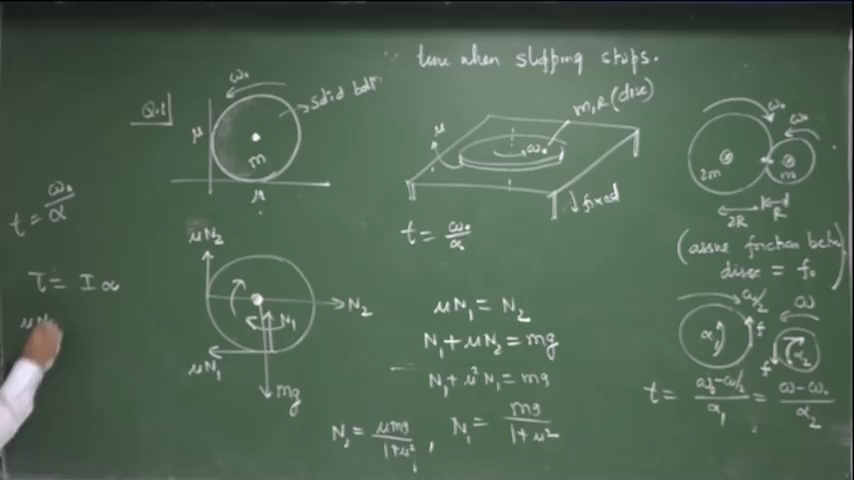 ∵ time when slipping stops.
Q.1
ω₀
solid ball
μ
m
μ
m, R (disc)
μ
ω₀
↓ fixed
t = ω₀/α
ω₀
ω₀
2m
m
2R
R
(assume friction betw
discs = f₀
t = ω₀/α
τ = Iα
μN
μN₂
N₂
N₁
μN₁
mg
μN₁ = N₂
N₁ + μN₂ = mg
N₁ + μ²N₁ = mg
N₂ = μmg/1+μ² , N₁ = mg/1+μ²
ω/2
ω
α₁
f
f
α₂